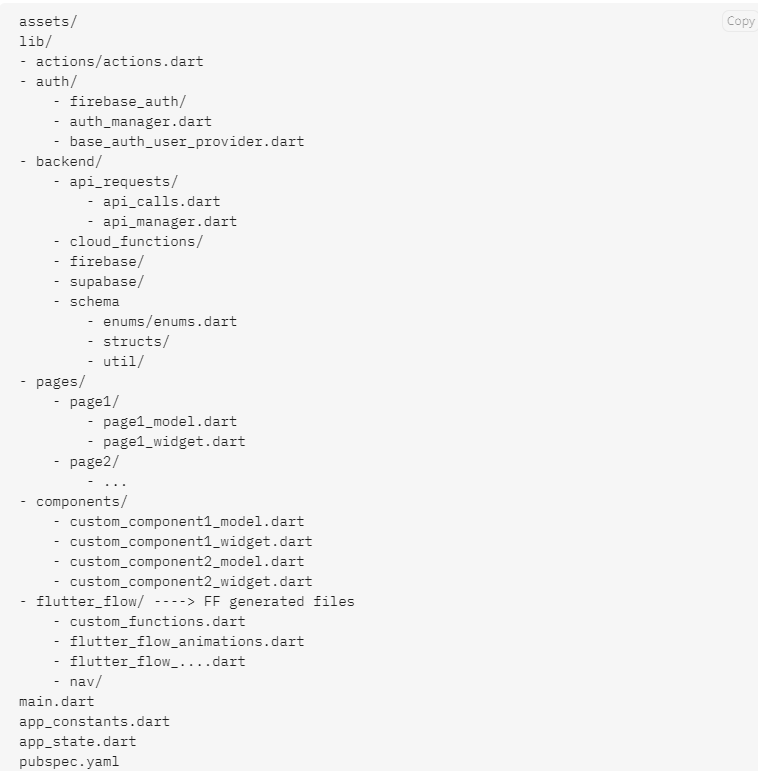 Copy
assets/
lib/
- actions/actions.dart
- auth/
    - firebase_auth/
    - auth_manager.dart
    - base_auth_user_provider.dart
- backend/
    - api_requests/
        - api_calls.dart
        - api_manager.dart
    - cloud_functions/
    - firebase/
    - supabase/
    - schema
        - enums/enums.dart
        - structs/
        - util/
- pages/
    - page1/
        - page1_model.dart
        - page1_widget.dart
    - page2/
        - ...
- components/
    - custom_component1_model.dart
    - custom_component1_widget.dart
    - custom_component2_model.dart
    - custom_component2_widget.dart
- flutter_flow/ ----> FF generated files
    - custom_functions.dart
    - flutter_flow_animations.dart
    - flutter_flow_....dart
    - nav/
main.dart
app_constants.dart
app_state.dart
pubspec.yaml